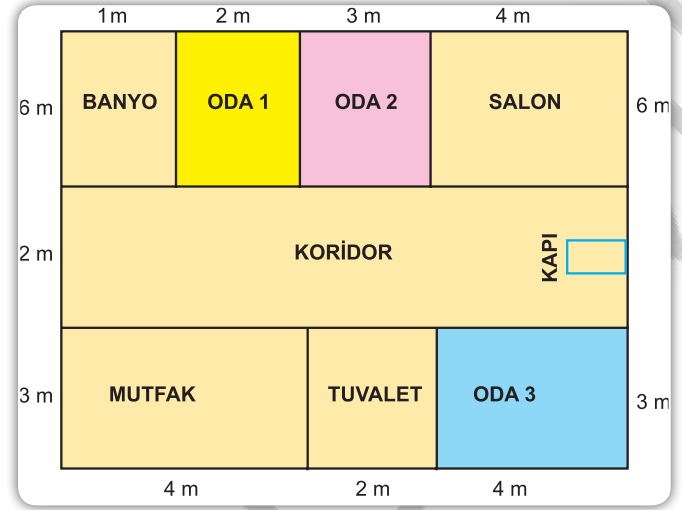 1m 2 m 3 m 4 m
6 m BANYO ODA 1 ODA 2 SALON 6 m
2 m KORİDOR KAPI
3 m MUTFAK TUVALET ODA 3 3 m
4 m 2 m 4 m